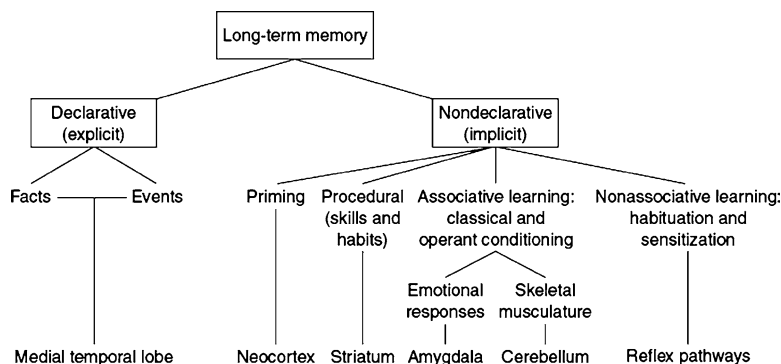 Long-term memory
Declarative
(explicit)
Nondeclarative
(implicit)
Facts
Events
Priming
Procedural
(skills and
habits)
Associative learning:
classical and
operant conditioning
Nonassociative learning:
habituation and
sensitization
Emotional
responses
Skeletal
musculature
Medial temporal lobe
Neocortex
Striatum
Amygdala
Cerebellum
Reflex pathways